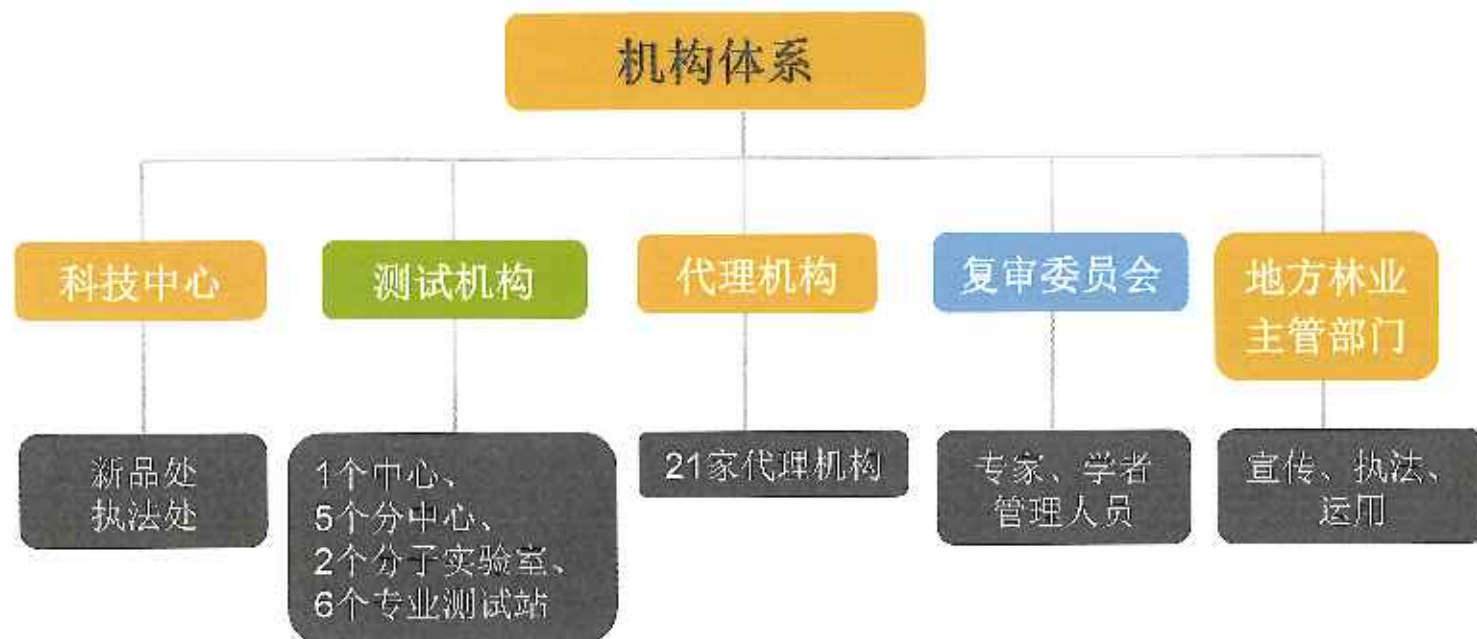 机构体系
科技中心
测试机构
代理机构
复审委员会
地方林业
主管部门
新品处
执法处
1个中心、
5个分中心、
2个分子实验室、
6个专业测试站
21家代理机构
专家、学者
管理人员
宣传、执法、
运用